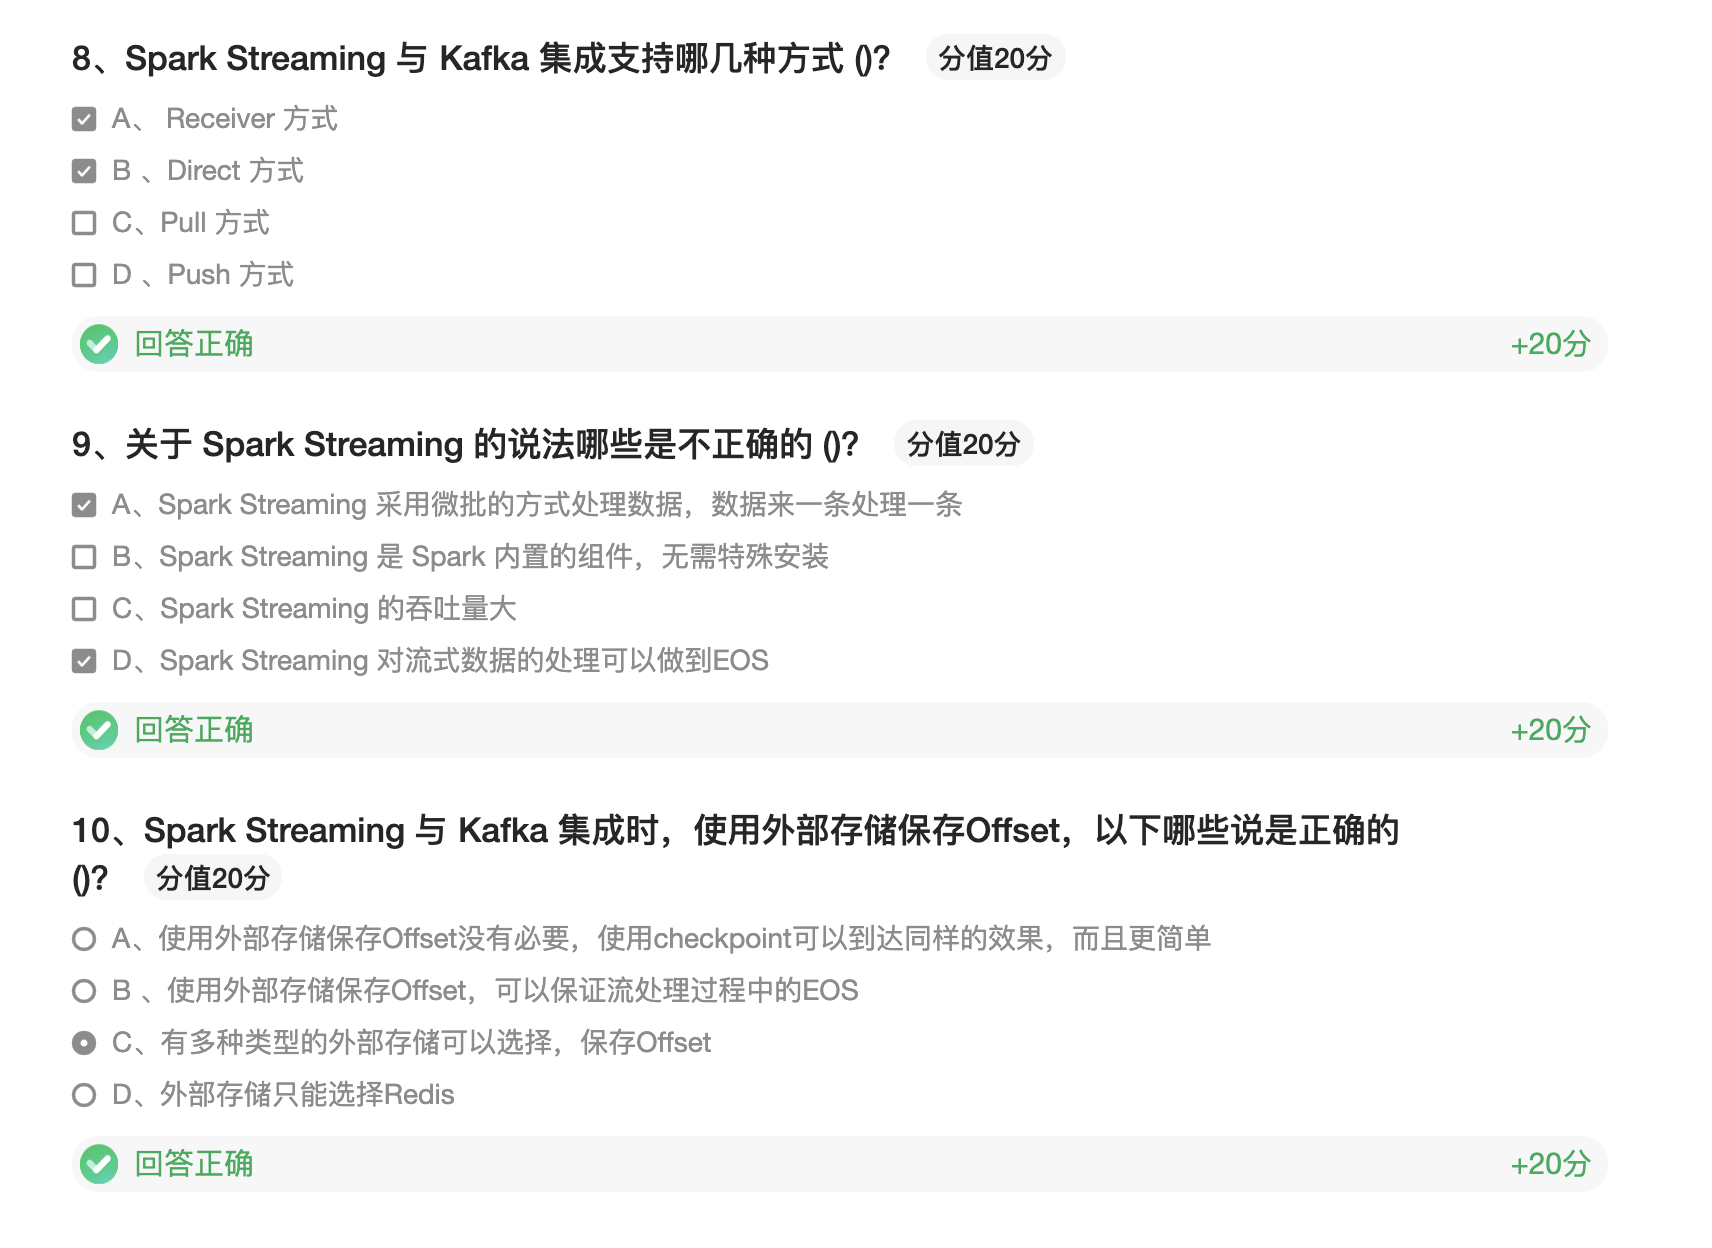 8、Spark Streaming 与 Kafka 集成支持哪几种方式 ()? 分值20分
A、 Receiver 方式
B 、Direct 方式
C、Pull 方式
D 、Push 方式
回答正确 +20分
9、关于 Spark Streaming 的说法哪些是不正确的 ()? 分值20分
A、Spark Streaming 采用微批的方式处理数据，数据来一条处理一条
B、Spark Streaming 是 Spark 内置的组件，无需特殊安装
C、Spark Streaming 的吞吐量大
D、Spark Streaming 对流式数据的处理可以做到EOS
回答正确 +20分
10、Spark Streaming 与 Kafka 集成时，使用外部存储保存Offset，以下哪些说是正确的
()? 分值20分
A、使用外部存储保存Offset没有必要，使用checkpoint可以到达同样的效果，而且更简单
B 、使用外部存储保存Offset，可以保证流处理过程中的EOS
C、有多种类型的外部存储可以选择，保存Offset
D、外部存储只能选择Redis
回答正确 +20分